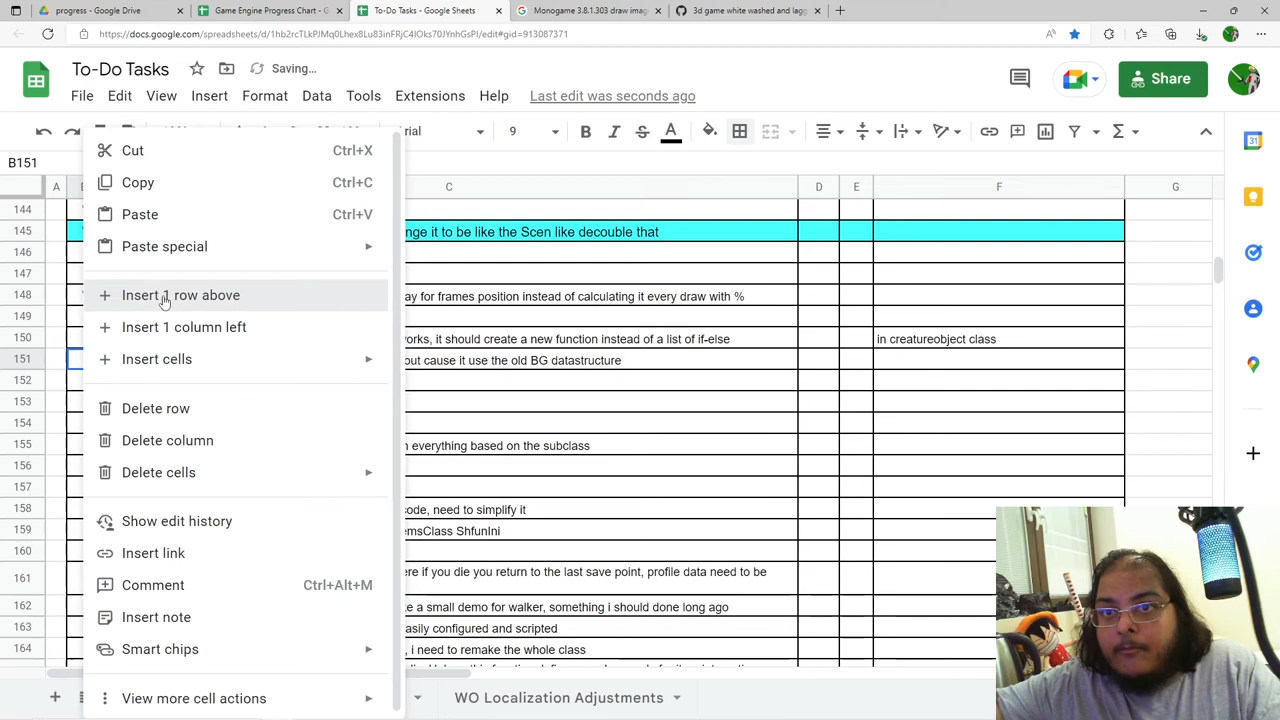 progess - Google Drive
Game Engine Progress Chart - G
To-Do Tasks - Google Sheets
Monogame 3.8.1.303 draw imag
3d game white washed and lagg
https://docs.google.com/spreadsheets/d/1hb2rcTLkPJMq0Lhex8Lu83inFRjC4IOks70JYnhGsPI/edit#gid=913087371
To-Do Tasks
Saving...
Share
File Edit View Insert Format Data Tools Extensions Help Last edit was seconds ago
rial 9
B151
A C D E F G
Cut Ctrl+X
Copy Ctrl+C
Paste Ctrl+V
Paste special
Insert 1 row above
Insert 1 column left
Insert cells
Delete row
Delete column
Delete cells
Show edit history
Insert link
Comment Ctrl+Alt+M
Insert note
Smart chips
View more cell actions
144
145 nge it to be like the Scen like decouble that
146
147
148 ay for frames position instead of calculating it every draw with %
149
150 orks, it should create a new function instead of a list of if-else in creatureobject class
151 but cause it use the old BG datastructure
152
153
154
155 n everything based on the subclass
156
157
158 code, need to simplify it
159 emsClass ShfunIni
160
161 ere if you die you return to the last save point, profile data need to be
162 e a small demo for walker, something i should done long ago
163 asily configured and scripted
164 , i need to remake the whole class
WO Localization Adjustments